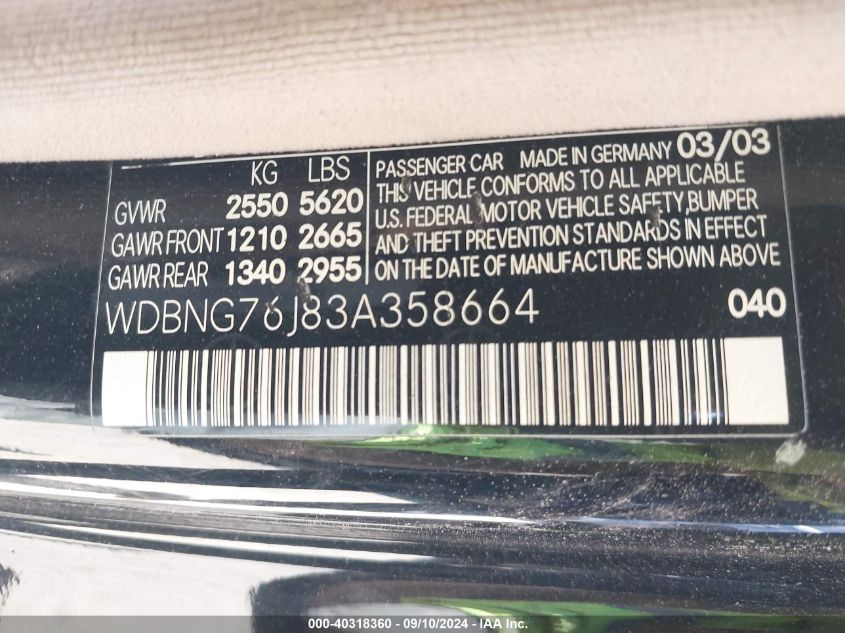 KG LBS
GVWR 2550 5620
GAWR FRONT 1210 2665
GAWR REAR 1340 2955
PASSENGER CAR MADE IN GERMANY 03/03
THIS VEHICLE CONFORMS TO ALL APPLICABLE
U.S. FEDERAL MOTOR VEHICLE SAFETY, BUMPER
AND THEFT PREVENTION STANDARDS IN EFFECT
ON THE DATE OF MANUFACTURE SHOWN ABOVE
WDBNG76J83A358664 040
000-40318360 - 09/10/2024 - US - 1B.